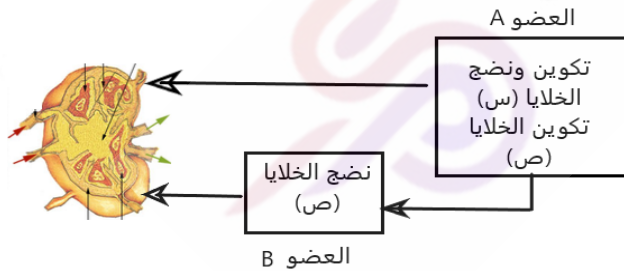 العضو A
تكوين ونضج
الخلايا (س)
تكوين الخلايا
(ص)
نضج الخلايا
(ص)
العضو B